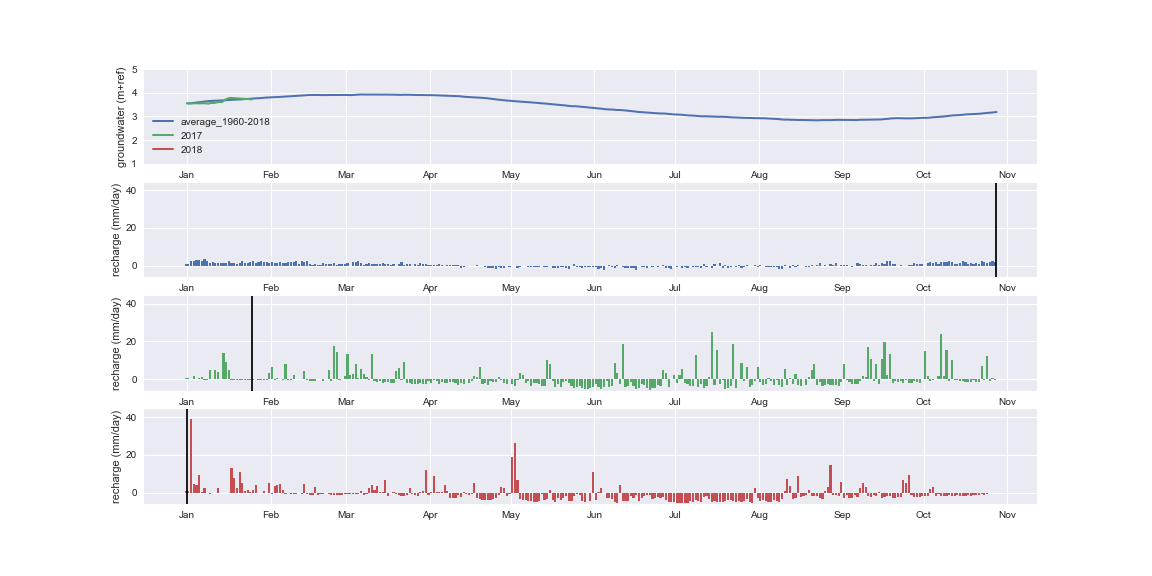 groundwater (m+ref)
5
4
3
2
1
average_1960-2018
2017
2018
Jan Feb Mar Apr May Jun Jul Aug Sep Oct Nov
recharge (mm/day)
40
20
0
Jan Feb Mar Apr May Jun Jul Aug Sep Oct Nov
recharge (mm/day)
40
20
0
Jan Feb Mar Apr May Jun Jul Aug Sep Oct Nov
recharge (mm/day)
40
20
0
Jan Feb Mar Apr May Jun Jul Aug Sep Oct Nov